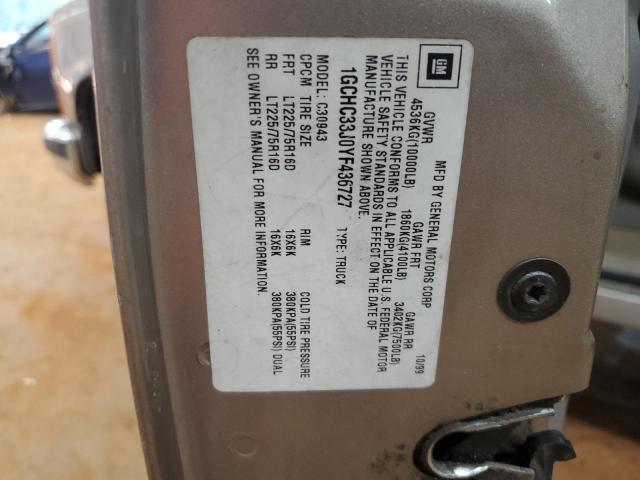 GM
MFD BY GENERAL MOTORS CORP 10/99
GVWR GAWR FRT GAWR RR
4536KG(10000LB) 1860KG(4100LB) 3402KG(7500LB)
THIS VEHICLE CONFORMS TO ALL APPLICABLE U.S. FEDERAL MOTOR
VEHICLE SAFETY STANDARDS IN EFFECT ON THE DATE OF
MANUFACTURE SHOWN ABOVE.
1GCHC33J0YF436727 TYPE: TRUCK
MODEL: C30943
CPCM TIRE SIZE RIM COLD TIRE PRESSURE
FRT LT225/75R16D 16X6K 380KPA(55PSI)
RR LT225/75R16D 16X6K 380KPA(55PSI) DUAL
SEE OWNER'S MANUAL FOR MORE INFORMATION.